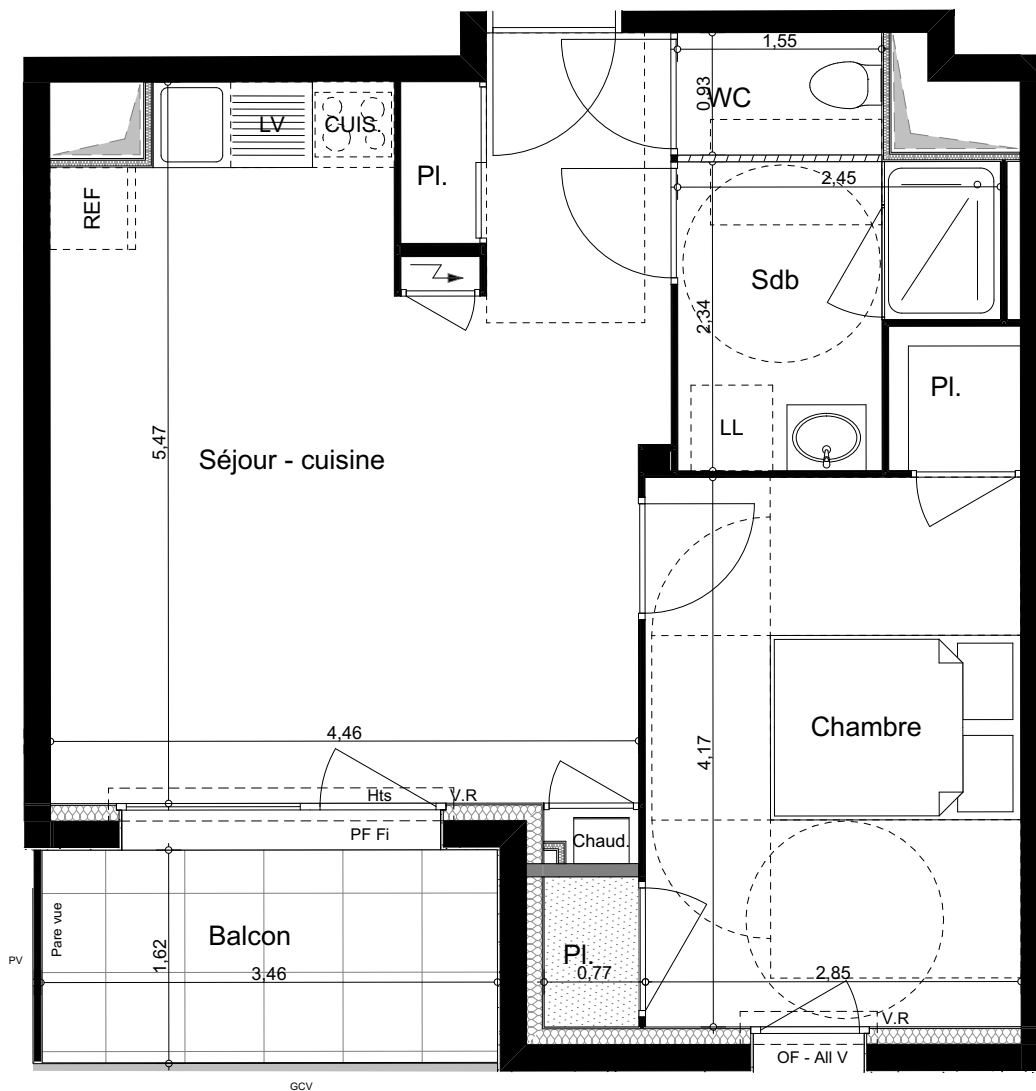 1,55
0,93
WC
LV
CUIS.
Pl.
REF
2,45
Sdb
2,34
Pl.
LL
5,47
Séjour - cuisine
4,46
Chambre
4,17
Hts
V.R
PF Fi
Chaud.
Pare vue
Balcon
PV
1,62
3,46
Pl.
0,77
2,85
V.R
OF - All V
GCV